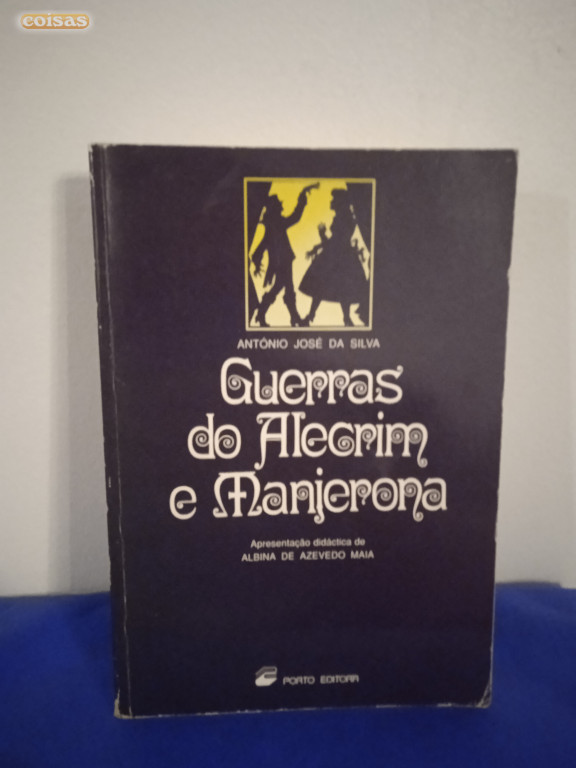 coisas
ANTÓNIO JOSÉ DA SILVA
Guerras
do Alecrim
e Manjerona
Apresentação didáctica de
ALBINA DE AZEVEDO MAIA
PORTO EDITORA